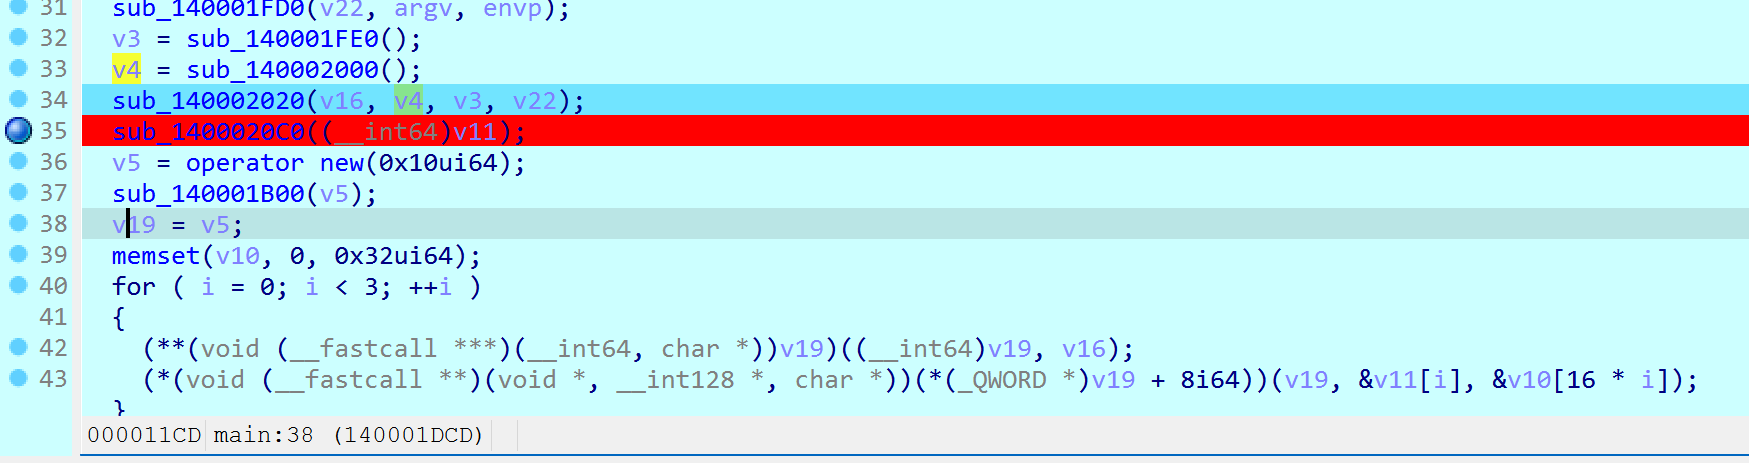 31 sub_140001FD0(v22, argv, envp);
32 v3 = sub_140001FE0();
33 v4 = sub_140002000();
34 sub_140002020(v16, v4, v3, v22);
35 sub_1400020C0((__int64)v11);
36 v5 = operator new(0x10ui64);
37 sub_140001B00(v5);
38 v19 = v5;
39 memset(v10, 0, 0x32ui64);
40 for ( i = 0; i < 3; ++i )
41 {
42 (**(void (__fastcall ***)(__int64, char *))v19)((__int64)v19, v16);
43 (*(void (__fastcall **)(void *, __int128 *, char *))(*(_QWORD *)v19 + 8i64))(v19, &v11[i], &v10[16 * i]);
}
000011CD main:38 (140001DCD)